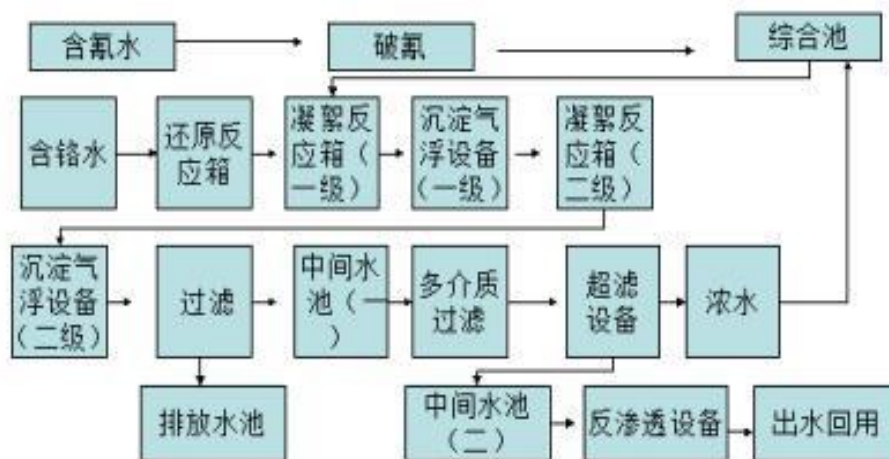 含氰水
破氰
综合池
含铬水
还原反
应箱
凝絮反
应箱（
一级）
沉淀气
浮设备
（一级）
凝絮反
应箱（
二级）
沉淀气
浮设备
（二级）
过滤
中间水
池（一
）
多介质
过滤
超滤
设备
浓水
排放水池
中间水池
（二）
反渗透设备
出水回用